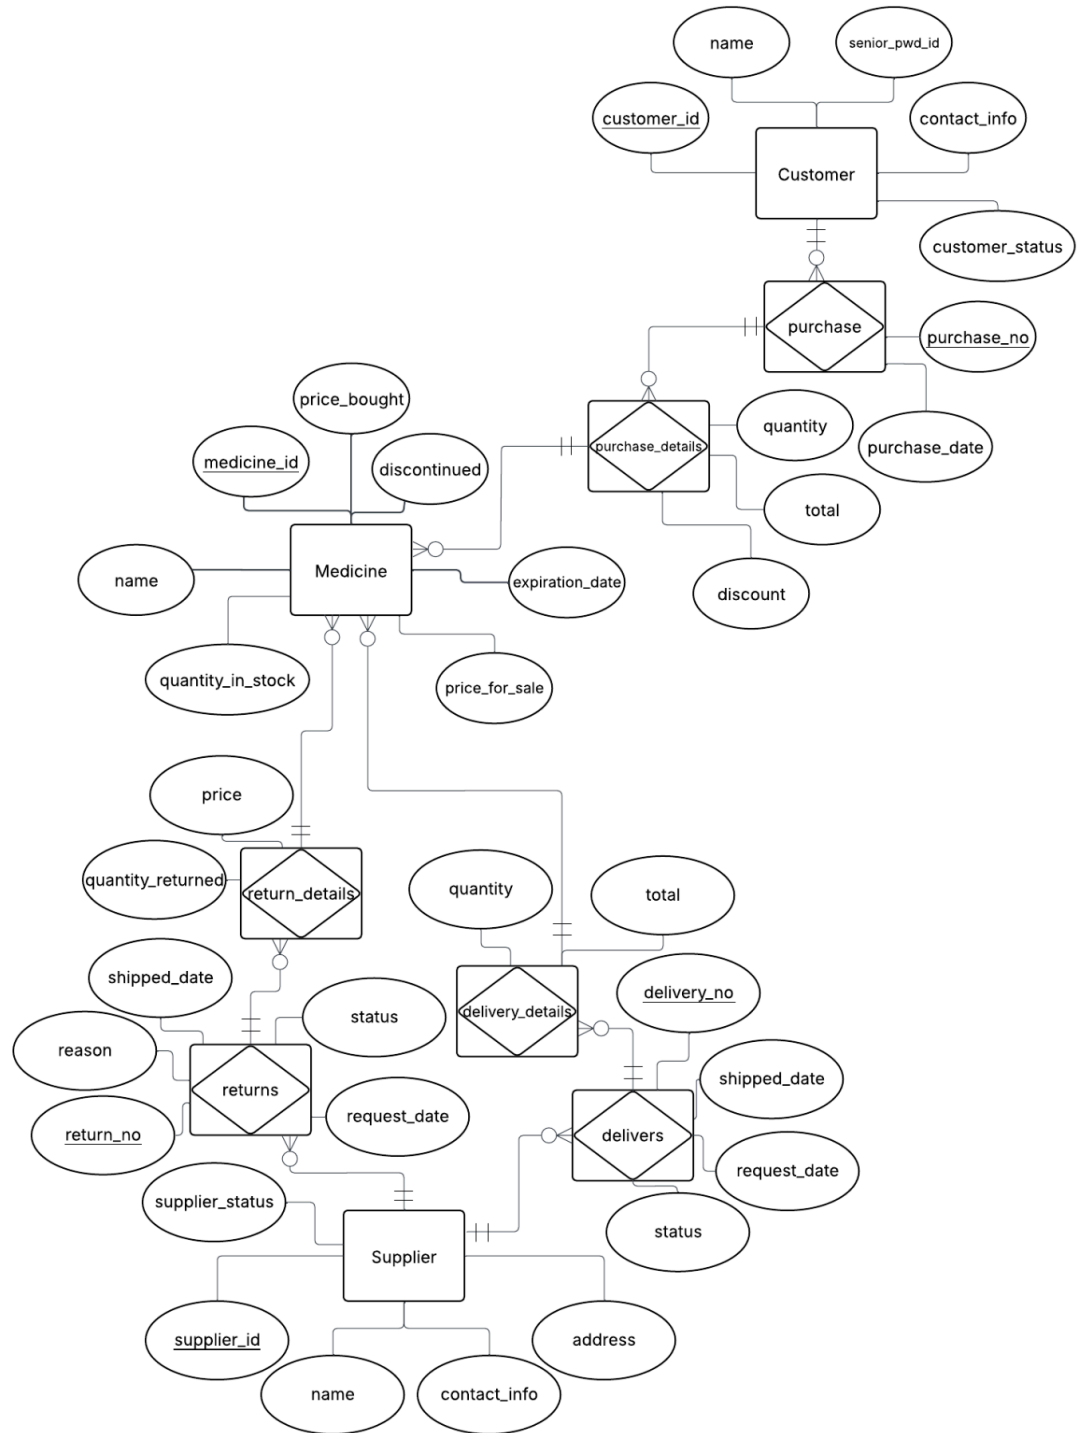 name
senior_pwd_id
customer_id
contact_info
Customer
customer_status
purchase
purchase_no
price_bought
quantity
purchase_details
purchase_date
medicine_id
discontinued
total
Medicine
name
expiration_date
discount
quantity_in_stock
price_for_sale
price
quantity_returned
return_details
quantity
total
shipped_date
delivery_no
status
delivery_details
reason
shipped_date
returns
request_date
return_no
delivers
request_date
supplier_status
status
Supplier
supplier_id
address
name
contact_info